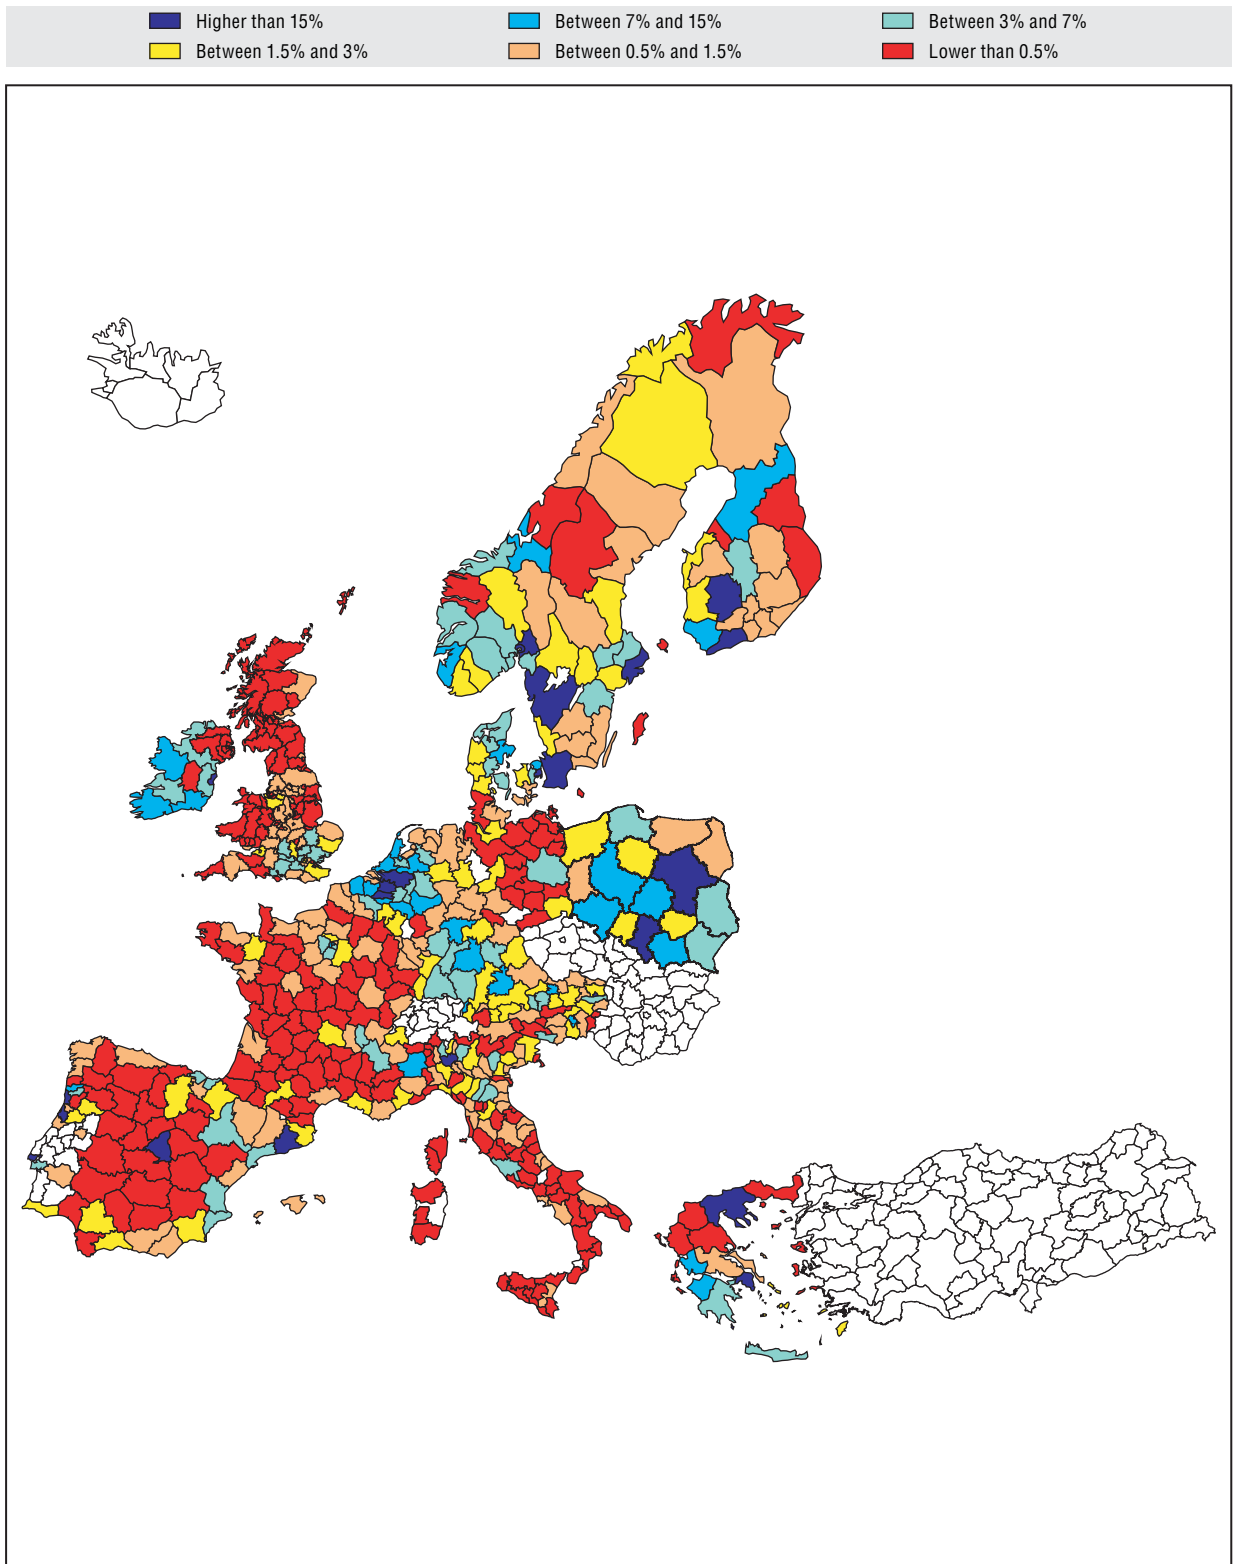 Higher than 15% Between 7% and 15% Between 3% and 7%
Between 1.5% and 3% Between 0.5% and 1.5% Lower than 0.5%